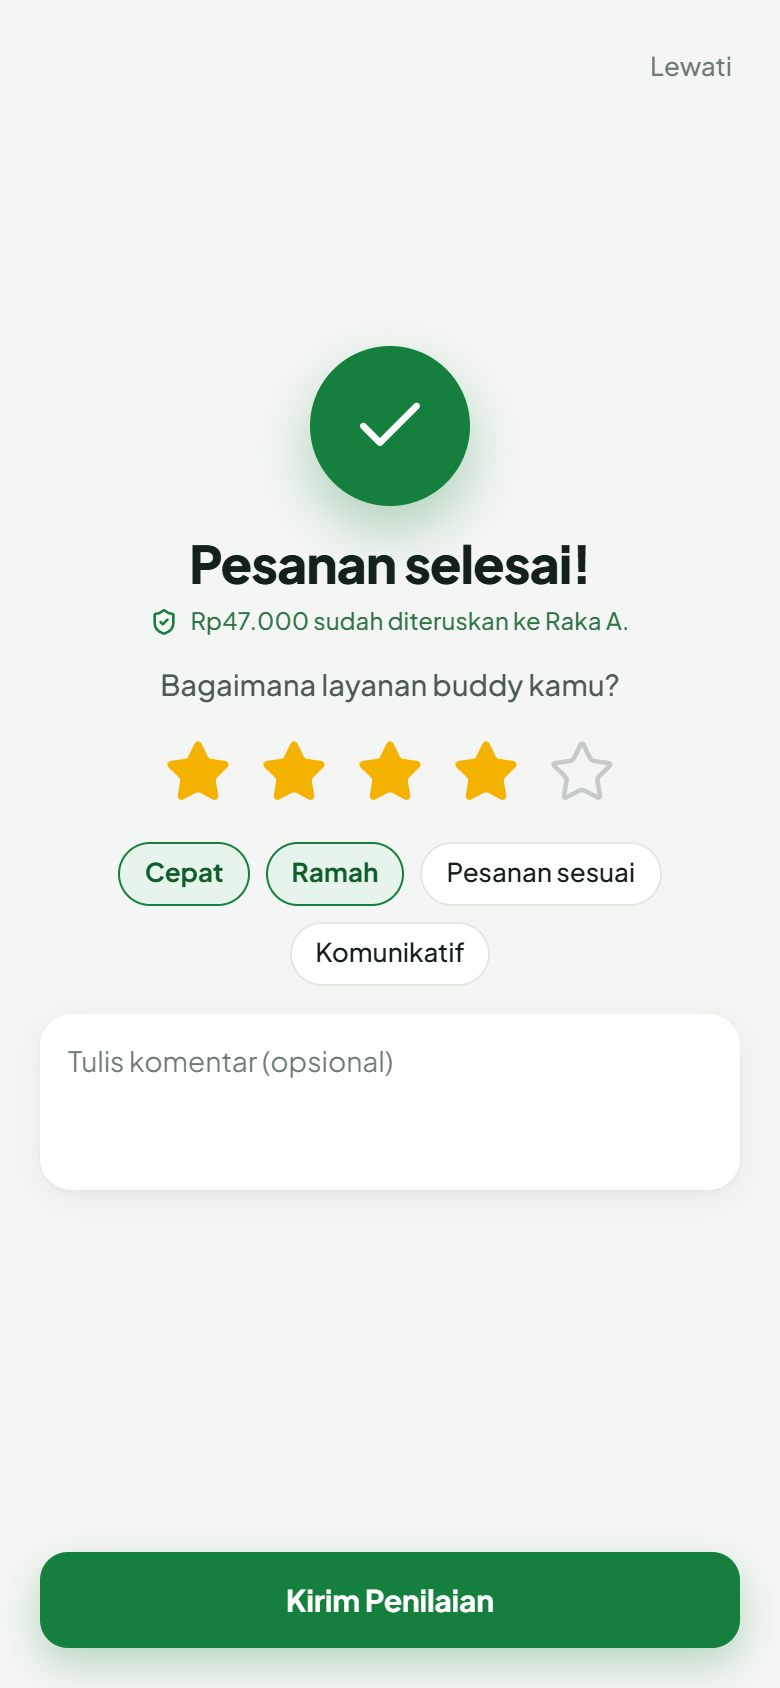 Lewati
Pesanan selesai!
Rp47.000 sudah diteruskan ke Raka A.
Bagaimana layanan buddy kamu?
Cepat
Ramah
Pesanan sesuai
Komunikatif
Tulis komentar (opsional)
Kirim Penilaian